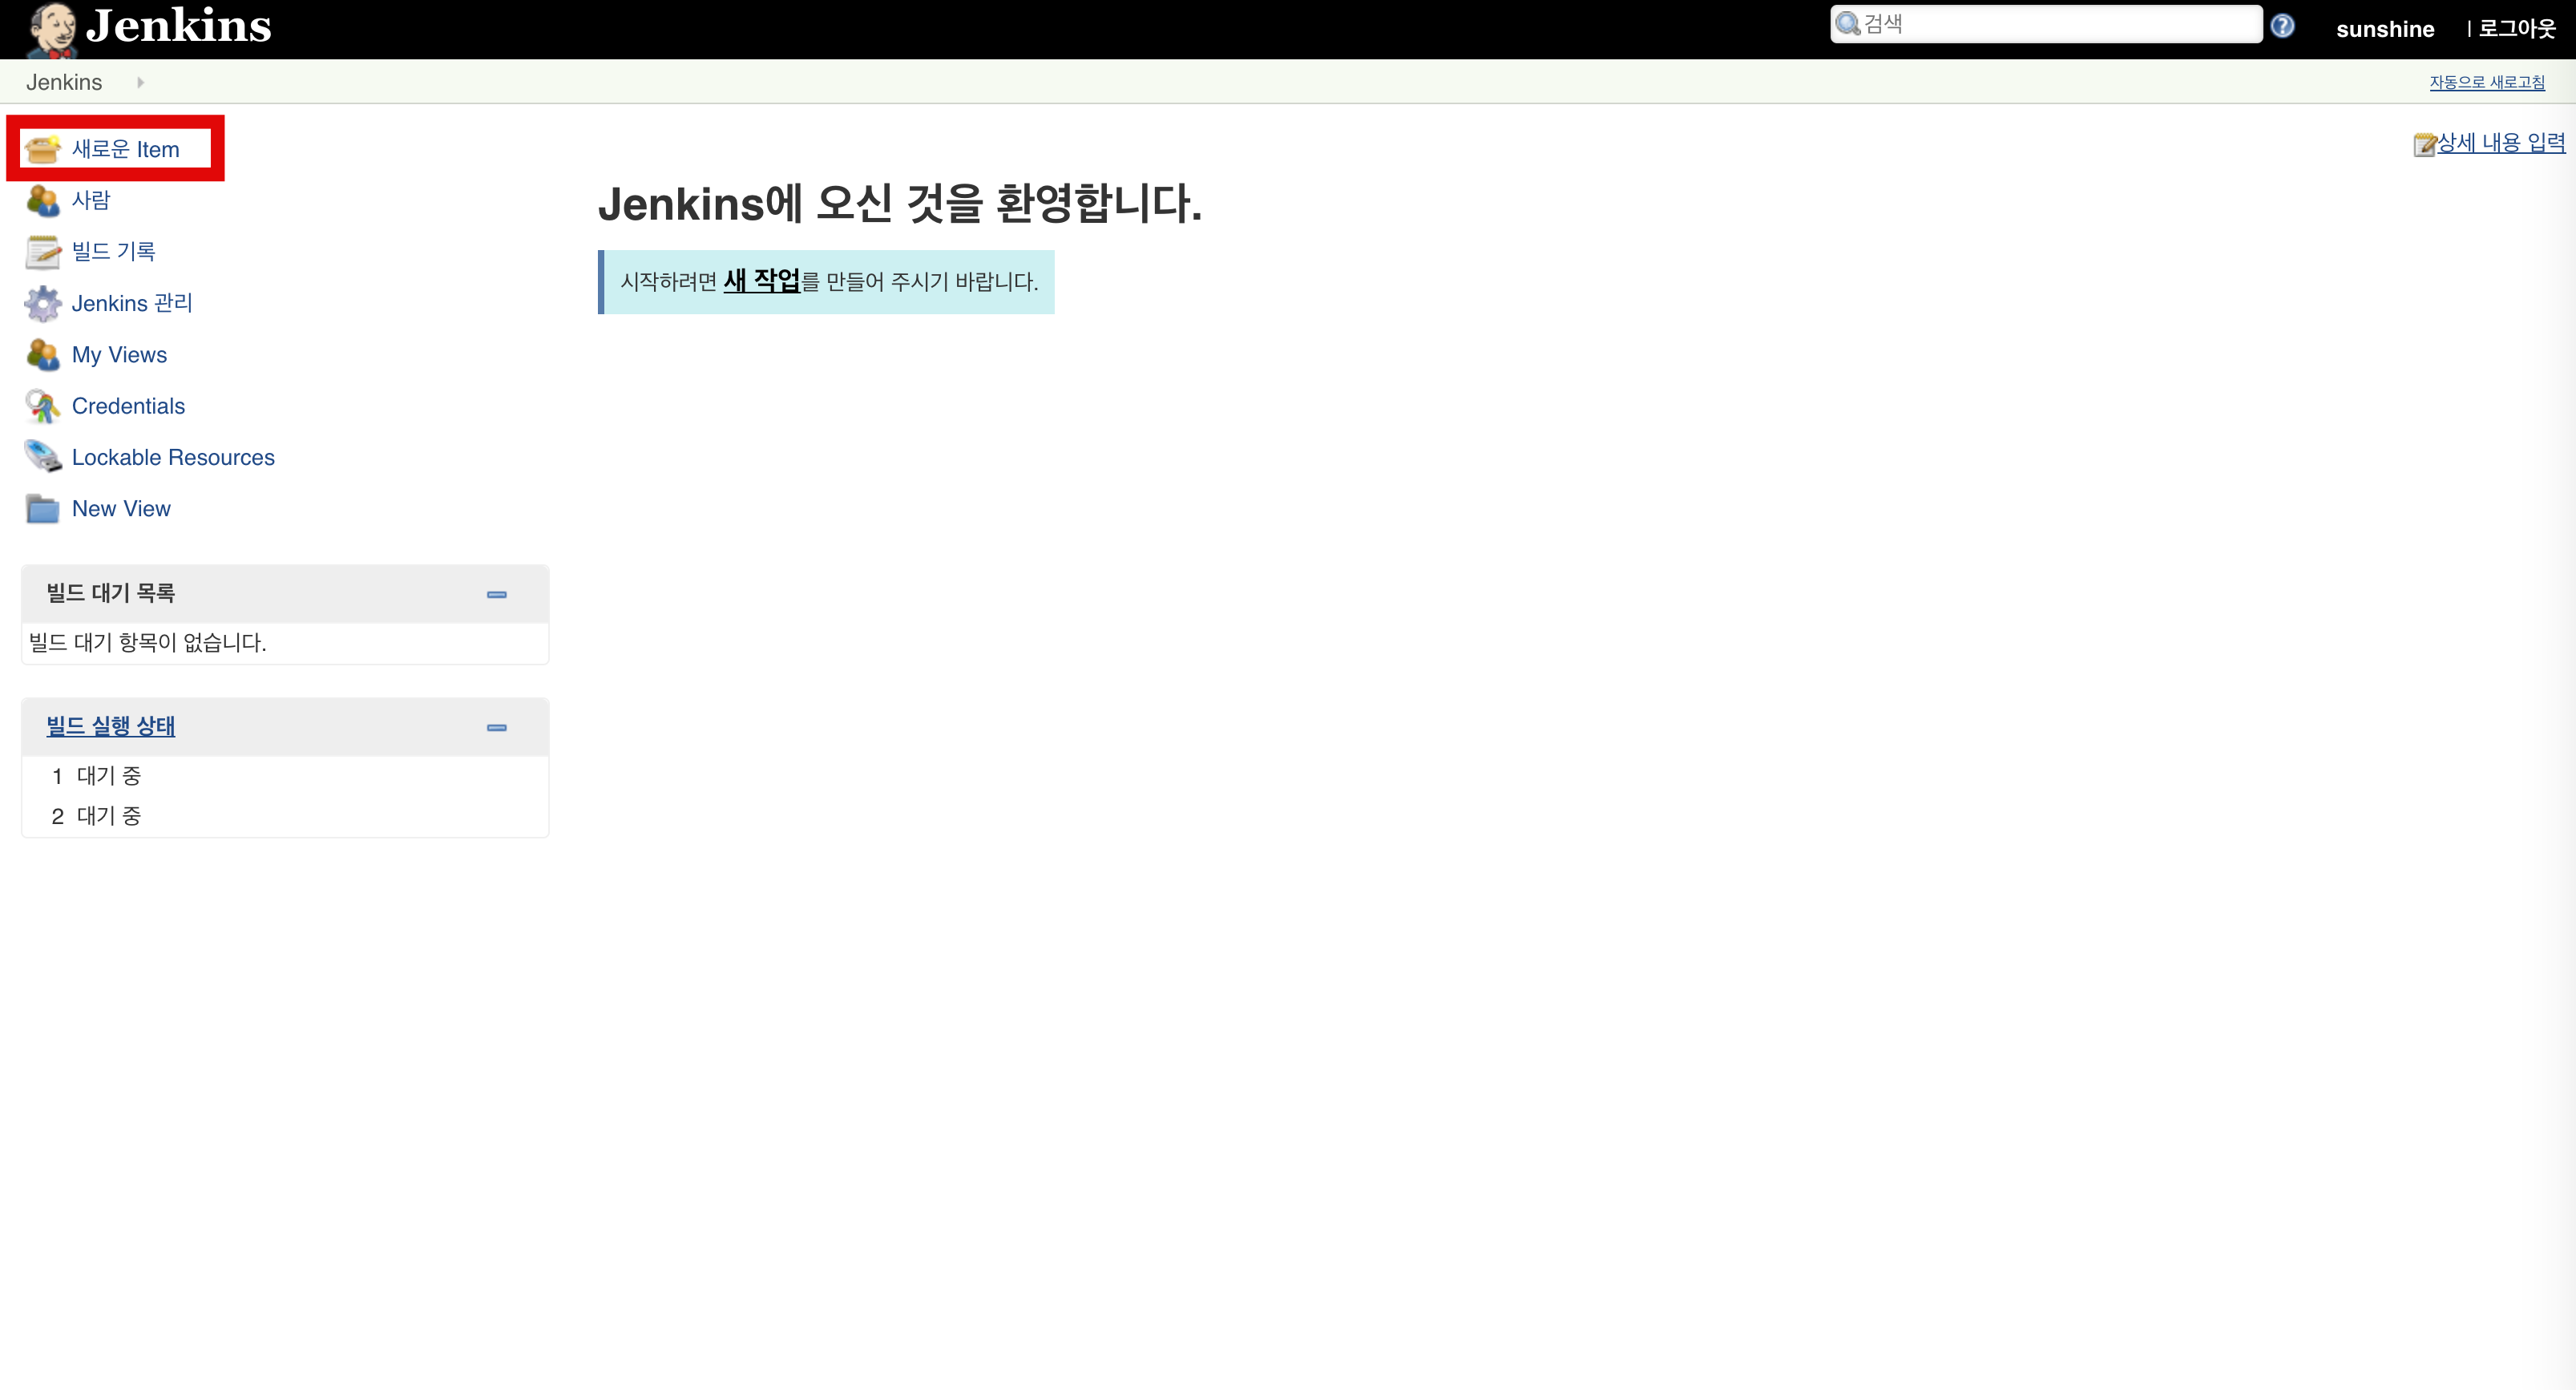 Jenkins
검색
sunshine
| 로그아웃
Jenkins
자동으로 새로고침
새로운 Item
사람
빌드 기록
Jenkins 관리
My Views
Credentials
Lockable Resources
New View
빌드 대기 목록
빌드 대기 항목이 없습니다.
빌드 실행 상태
1 대기 중
2 대기 중
상세 내용 입력
Jenkins에 오신 것을 환영합니다.
시작하려면 새 작업를 만들어 주시기 바랍니다.